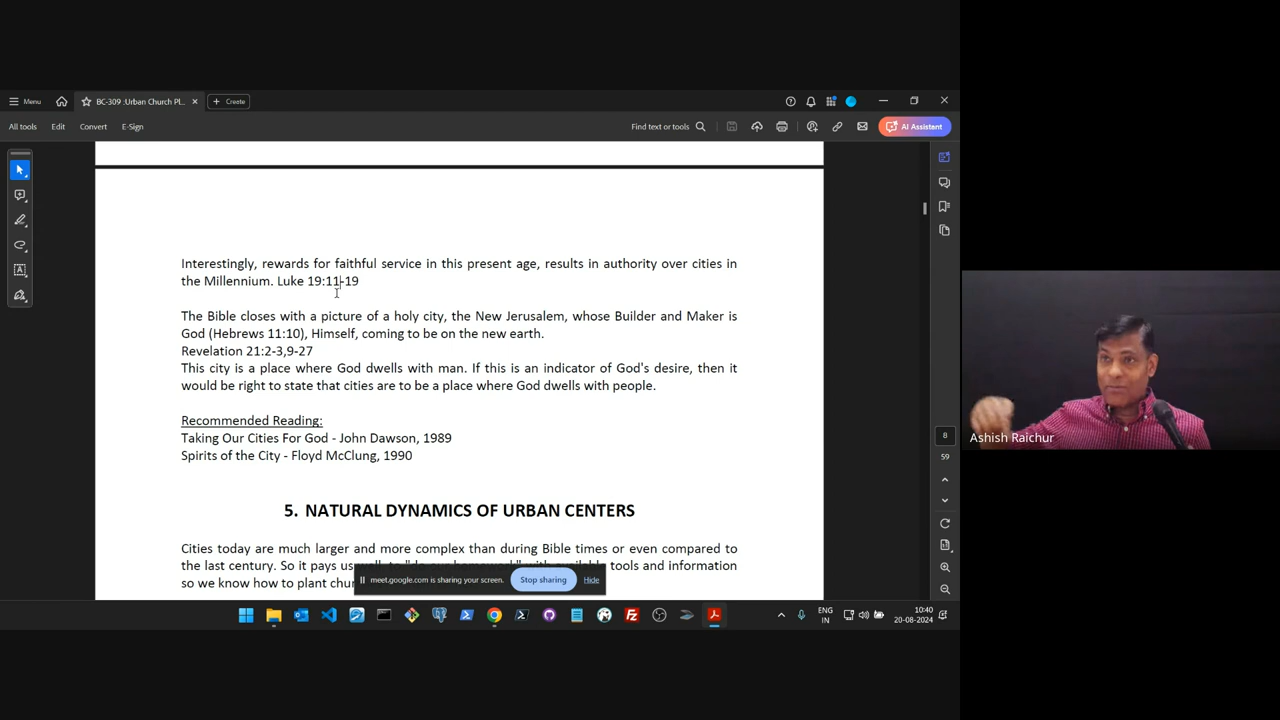 Menu
BC-309 :Urban Church Pl...
Create
All tools
Edit
Convert
E-Sign
Find text or tools
AI Assistant
Interestingly, rewards for faithful service in this present age, results in authority over cities in
the Millennium. Luke 19:11-19
The Bible closes with a picture of a holy city, the New Jerusalem, whose Builder and Maker is
God (Hebrews 11:10), Himself, coming to be on the new earth.
Revelation 21:2-3,9-27
This city is a place where God dwells with man. If this is an indicator of God's desire, then it
would be right to state that cities are to be a place where God dwells with people.
Recommended Reading:
Taking Our Cities For God - John Dawson, 1989
Spirits of the City - Floyd McClung, 1990
5. NATURAL DYNAMICS OF URBAN CENTERS
Cities today are much larger and more complex than during Bible times or even compared to
the last century. So it pays us tools and information
so we know how to plant
meet.google.com is sharing your screen.
Stop sharing
Hide
8
59
Ashish Raichur
ENG
IN
10:40
20-08-2024